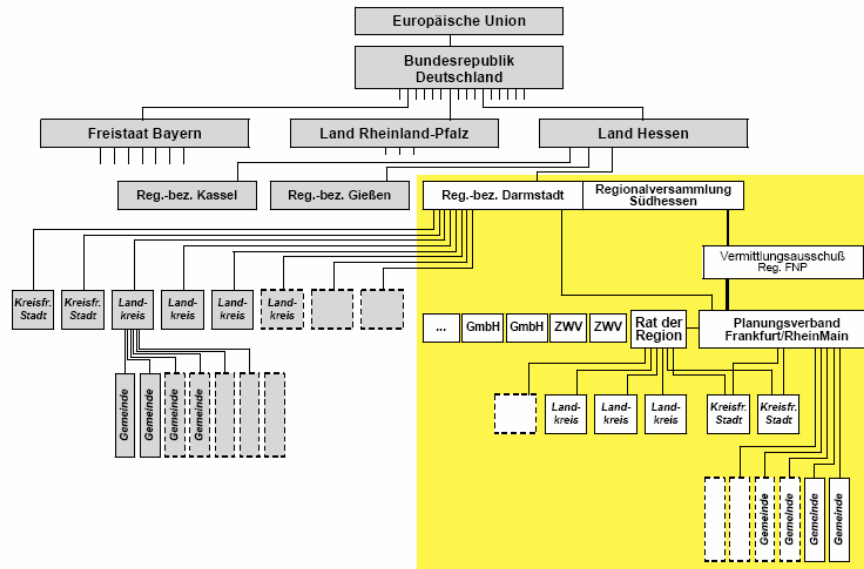 Europäische Union
Bundesrepublik
Deutschland
Freistaat Bayern
Land Rheinland-Pfalz
Land Hessen
Reg.-bez. Kassel
Reg.-bez. Gießen
Reg.-bez. Darmstadt
Regionalversammlung
Südhessen
Vermittlungsausschuß
Reg. FNP
Kreisfr.
Stadt
Kreisfr.
Stadt
Land-
kreis
Land-
kreis
Land-
kreis
Land-
kreis
...
GmbH
GmbH
ZWV
ZWV
Rat der
Region
Planungsverband
Frankfurt/RheinMain
Gemeinde
Gemeinde
Gemeinde
Gemeinde
Land-
kreis
Land-
kreis
Land-
kreis
Kreisfr.
Stadt
Kreisfr.
Stadt
Gemeinde
Gemeinde
Gemeinde
Gemeinde